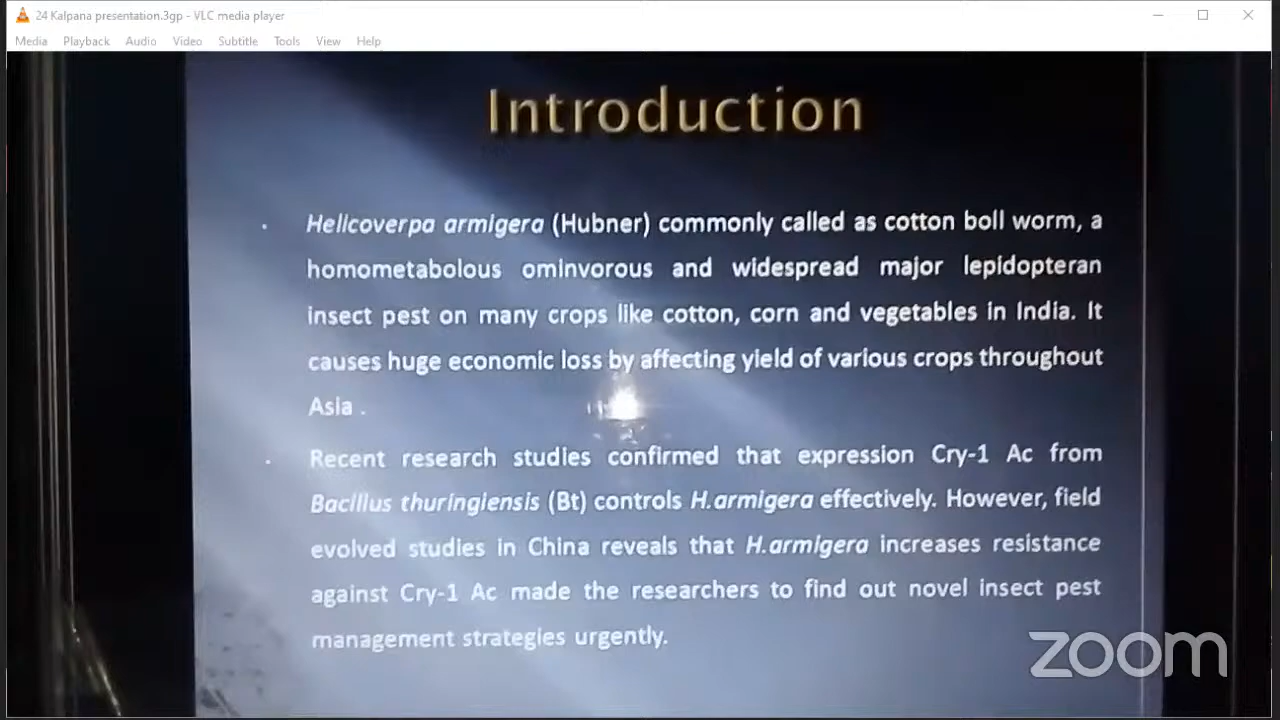 24 Kalpana presentation.3gp - VLC media player
Media Playback Audio Video Subtitle Tools View Help
Introduction
Helicoverpa armigera (Hubner) commonly called as cotton boll worm, a
homometabolous ominvorous and widespread major lepidopteran
insect pest on many crops like cotton, corn and vegetables in India. It
causes huge economic loss by affecting yield of various crops throughout
Asia .
Recent research studies confirmed that expression Cry-1 Ac from
Bacillus thuringiensis (Bt) controls H.armigera effectively. However, field
evolved studies in China reveals that H.armigera increases resistance
against Cry-1 Ac made the researchers to find out novel insect pest
management strategies urgently.
zoom